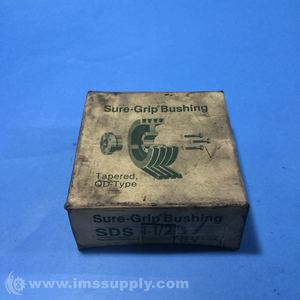 Sure-Grip® Bushing
Tapered,
QD-Type
Sure-Grip® Bushing
SDS
© www.imssupply.com